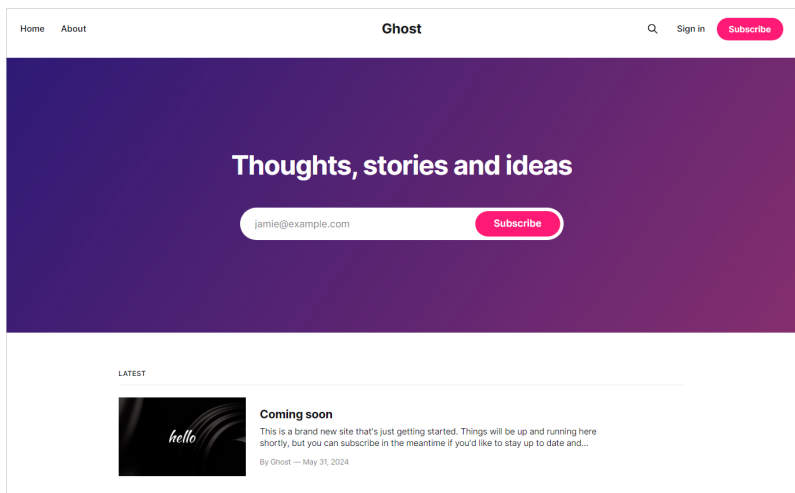 Home About Ghost Sign in Subscribe
Thoughts, stories and ideas
jamie@example.com Subscribe
LATEST
hello
Coming soon
This is a brand new site that's just getting started. Things will be up and running here
shortly, but you can subscribe in the meantime if you'd like to stay up to date and...
By Ghost — May 31, 2024